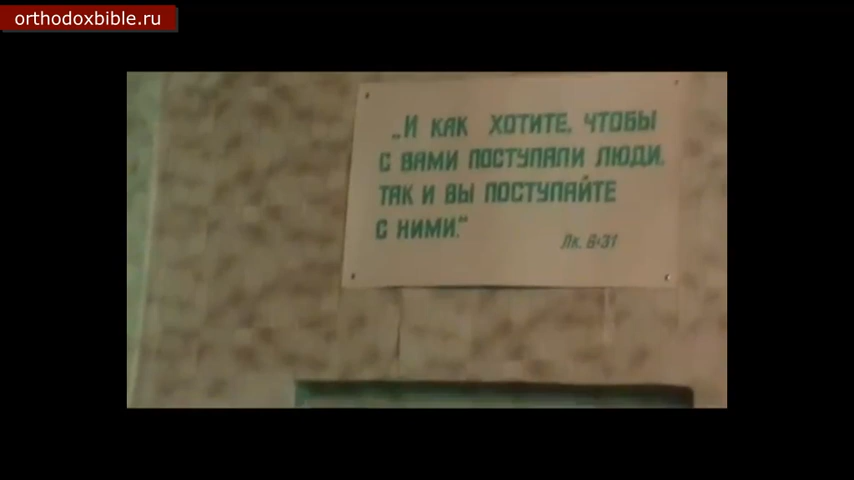 orthodoxbible.ru
„И КАК ХОТИТЕ, ЧТОБЫ
С ВАМИ ПОСТУПАЛИ ЛЮДИ,
ТАК И ВЫ ПОСТУПАЙТЕ
С НИМИ.“
Лк. 6:31